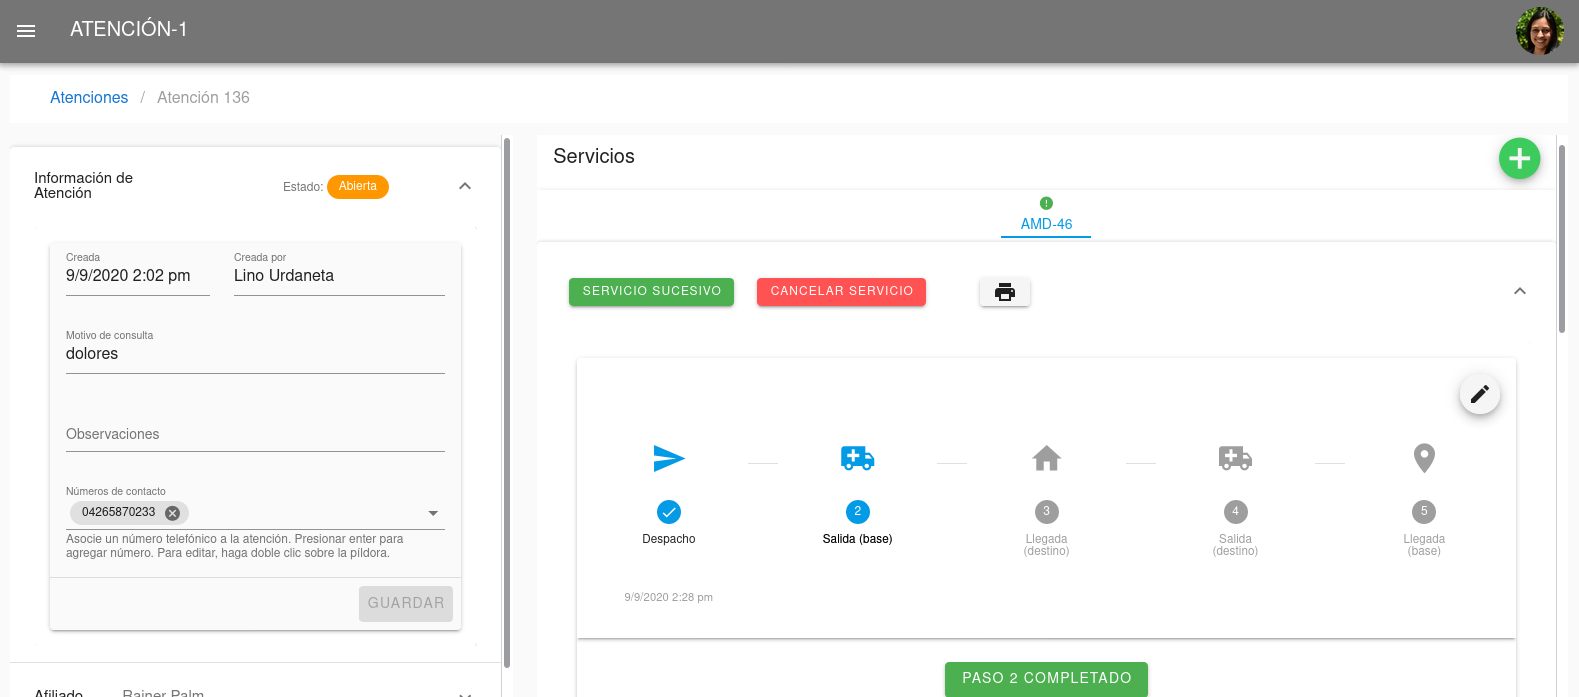 ATENCIÓN-1
Atenciones / Atención 136
Información de
Atención
Estado: Abierta
Creada
9/9/2020 2:02 pm
Creada por
Lino Urdaneta
Motivo de consulta
dolores
Observaciones
Números de contacto
04265870233
Asocie un número telefónico a la atención. Presionar enter para
agregar número. Para editar, haga doble clic sobre la píldora.
GUARDAR
Afiliado Rainer Palm
Servicios
AMD-46
SERVICIO SUCESIVO
CANCELAR SERVICIO
Despacho
9/9/2020 2:28 pm
2
Salida (base)
3
Llegada
(destino)
4
Salida
(destino)
5
Llegada
(base)
PASO 2 COMPLETADO